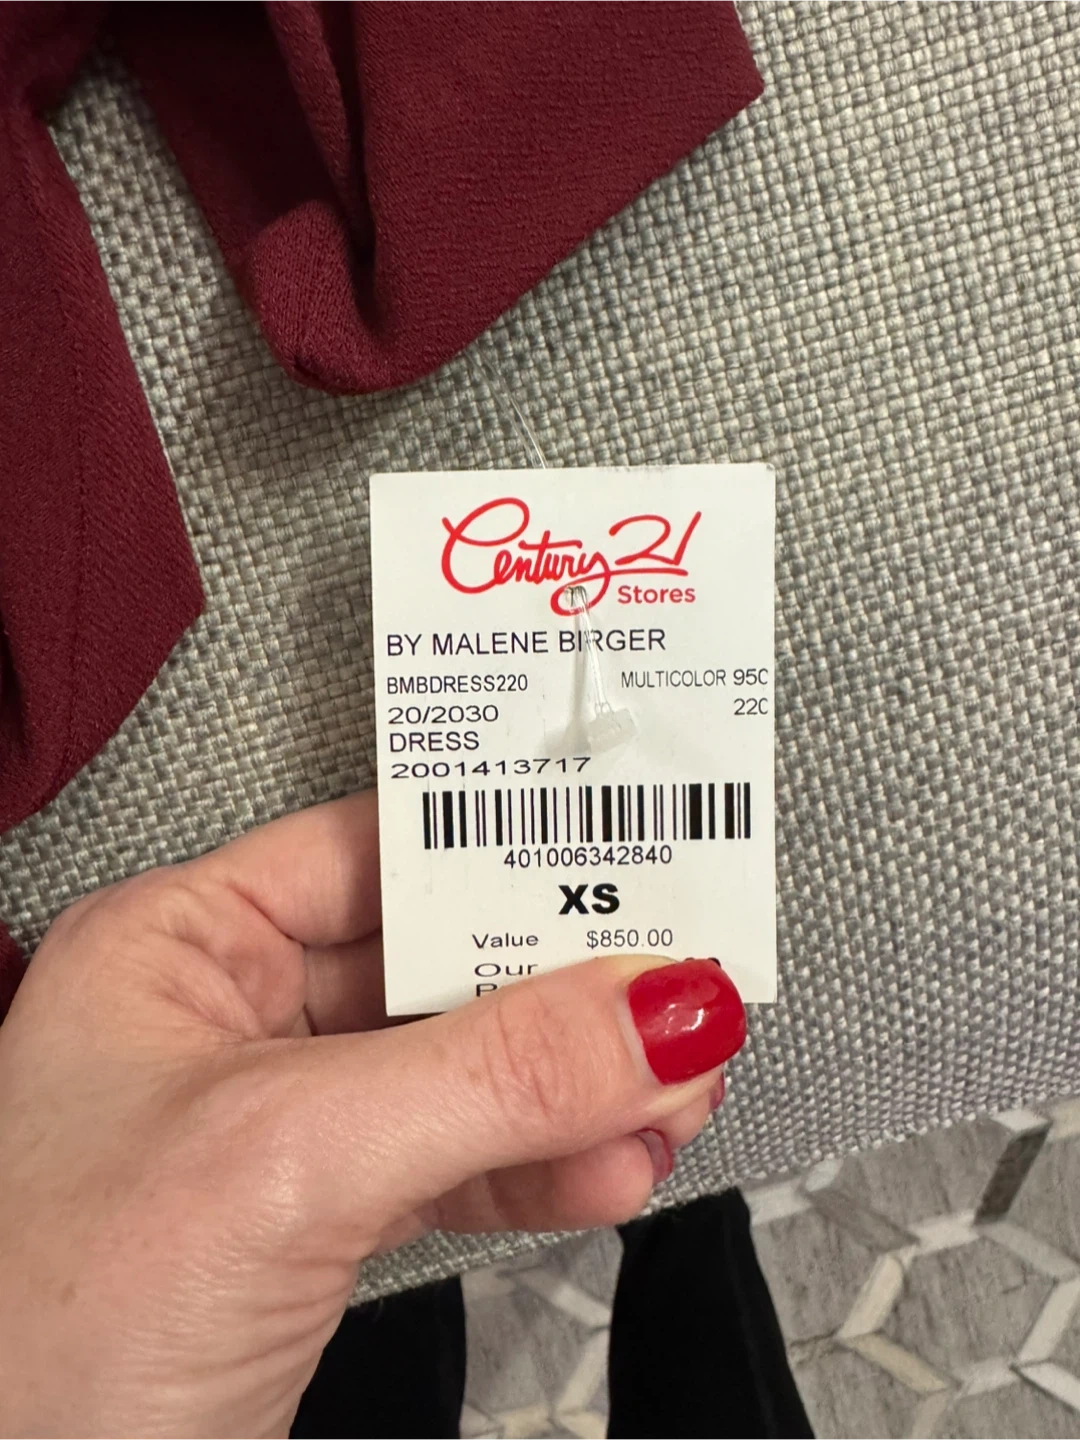 Century 21
Stores
BY MALENE BIRGER
BMBDRESS220 MULTICOLOR 95C
20/2030 22C
DRESS
2001413717
401006342840
XS
Value $850.00
Our